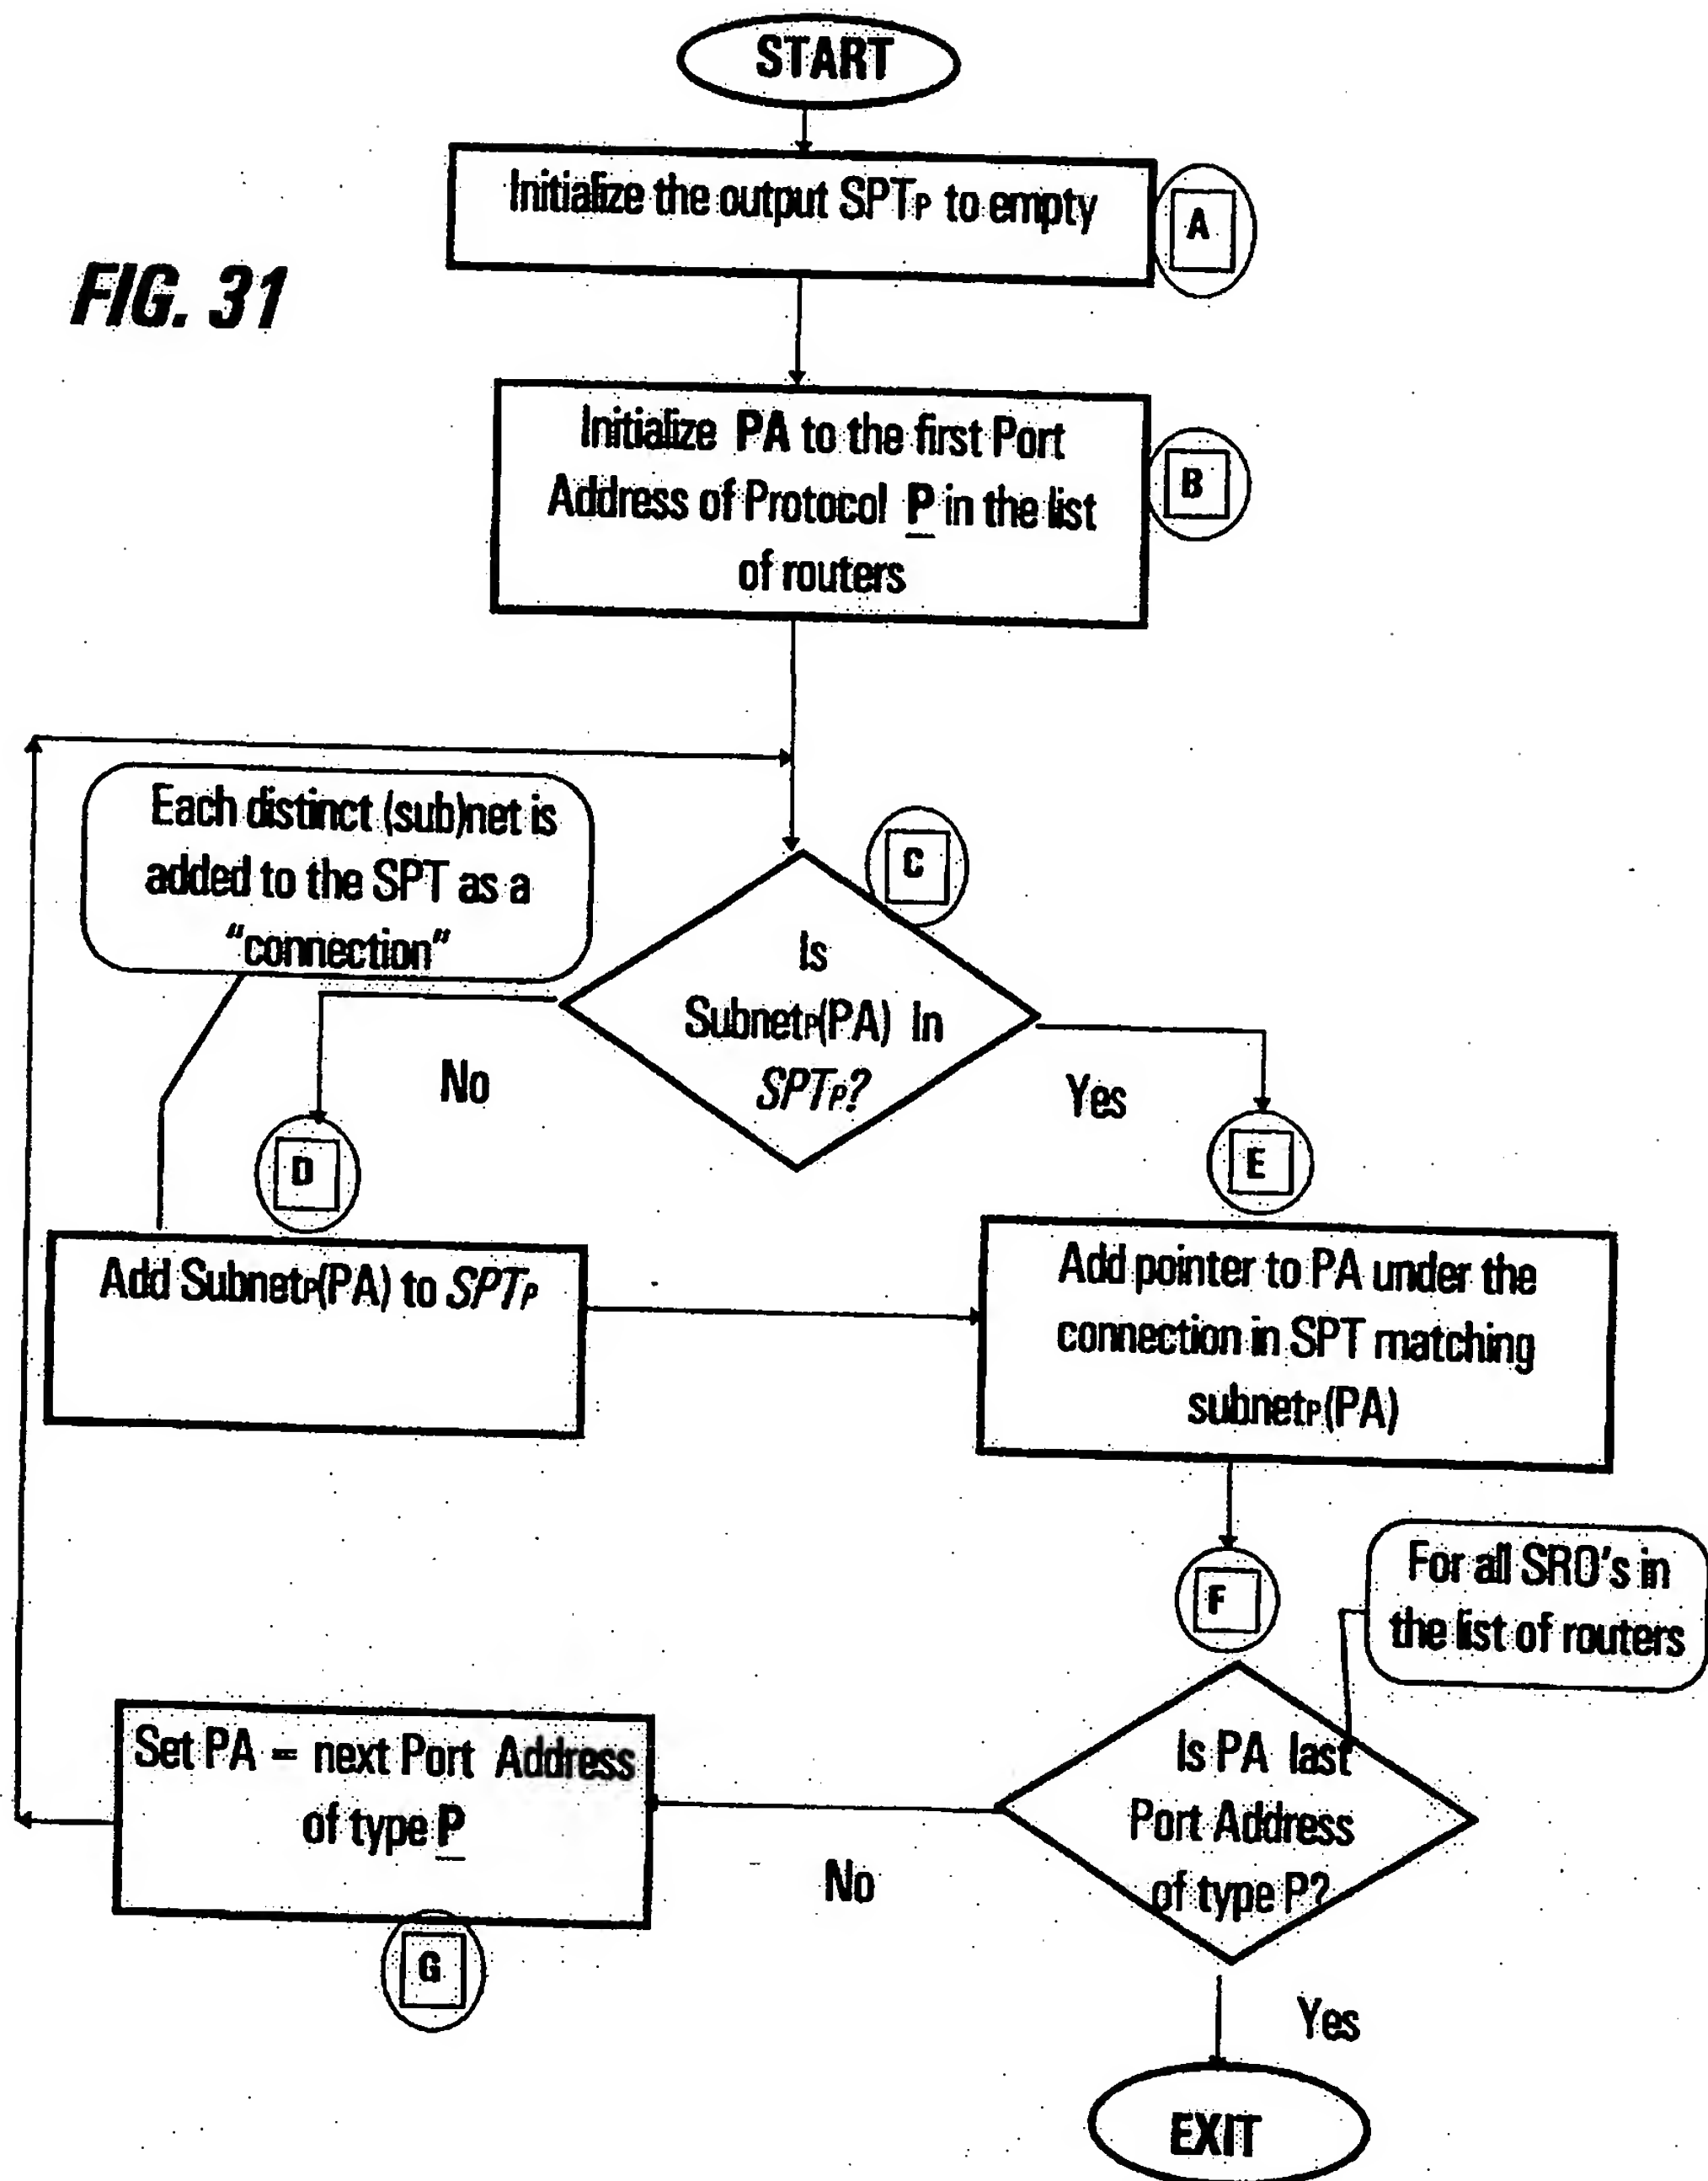 START
Initialize the output SPTP to empty
A
FIG. 31
Initialize PA to the first Port
Address of Protocol P in the list
of routers
B
Each distinct (sub)net is
added to the SPT as a
"connection"
C
Is
SubnetP(PA) In
SPTP?
No
Yes
D
E
Add SubnetP(PA) to SPTP
Add pointer to PA under the
connection in SPT matching
subnetP(PA)
F
For all SRO's in
the list of routers
Set PA = next Port Address
of type P
Is PA last
Port Address
of type P?
No
G
Yes
EXIT